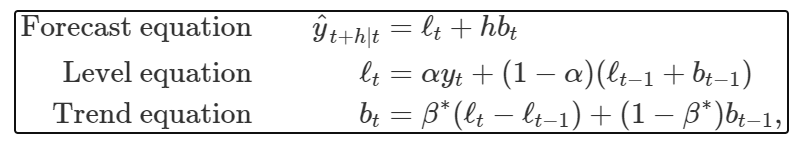 Forecast equation ŷ_{t+h|t} = ℓ_t + hb_t
Level equation ℓ_t = αy_t + (1 − α)(ℓ_{t−1} + b_{t−1})
Trend equation b_t = β*(ℓ_t − ℓ_{t−1}) + (1 − β*)b_{t−1},